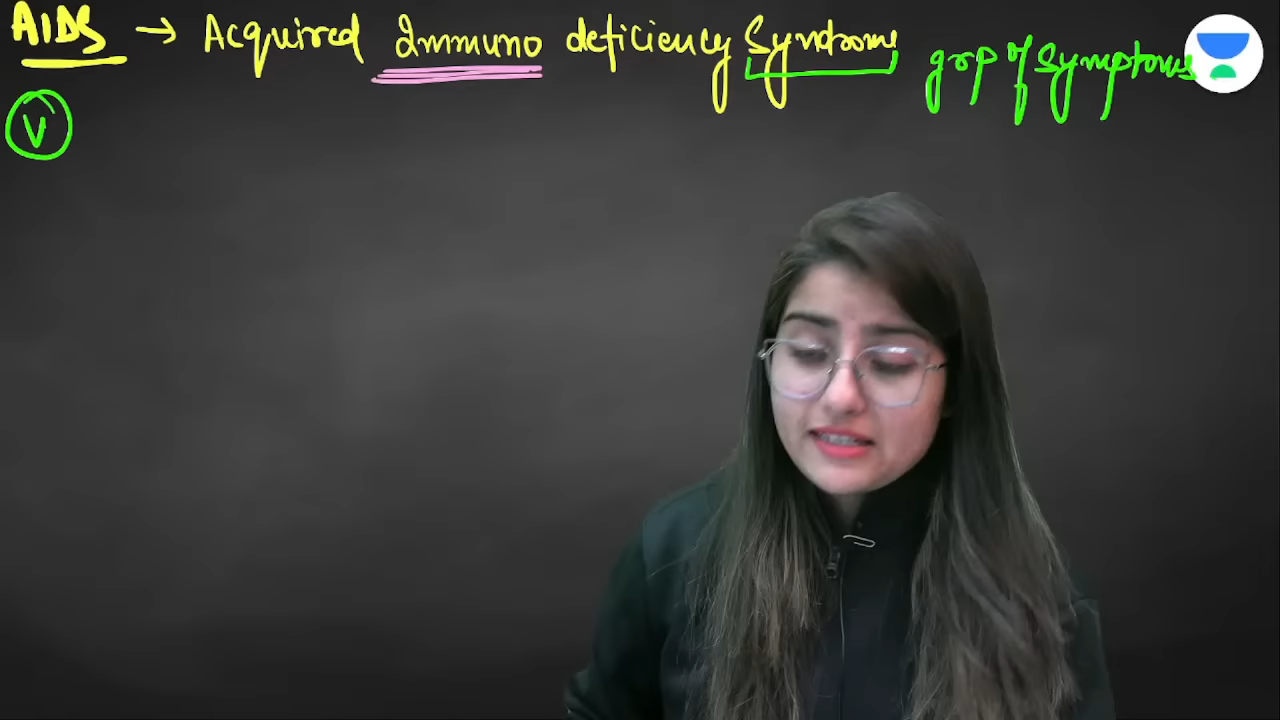 AIDS → Acquired Immuno deficiency Syndrome grp of symptoms
V